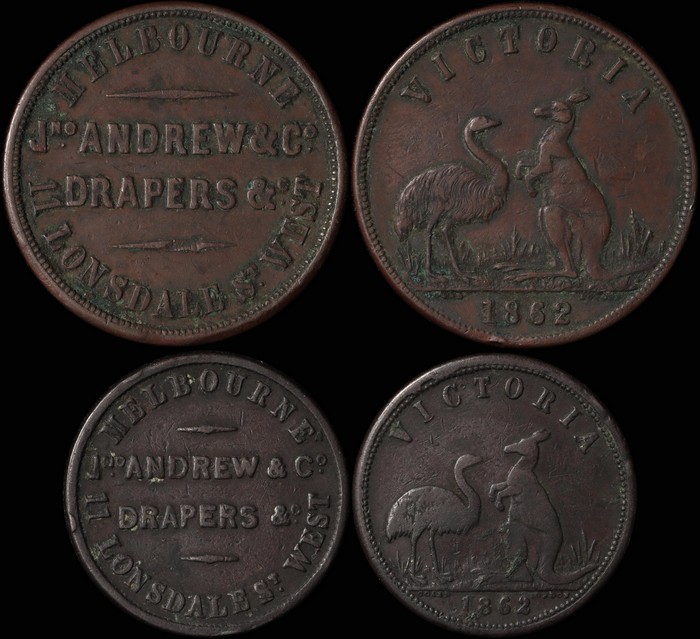 MELBOURNE
JNO ANDREW & CO
DRAPERS &C
11 LONSDALE ST WEST
VICTORIA
1862
MELBOURNE
JNO ANDREW & CO
DRAPERS &C
11 LONSDALE ST WEST
VICTORIA
1862